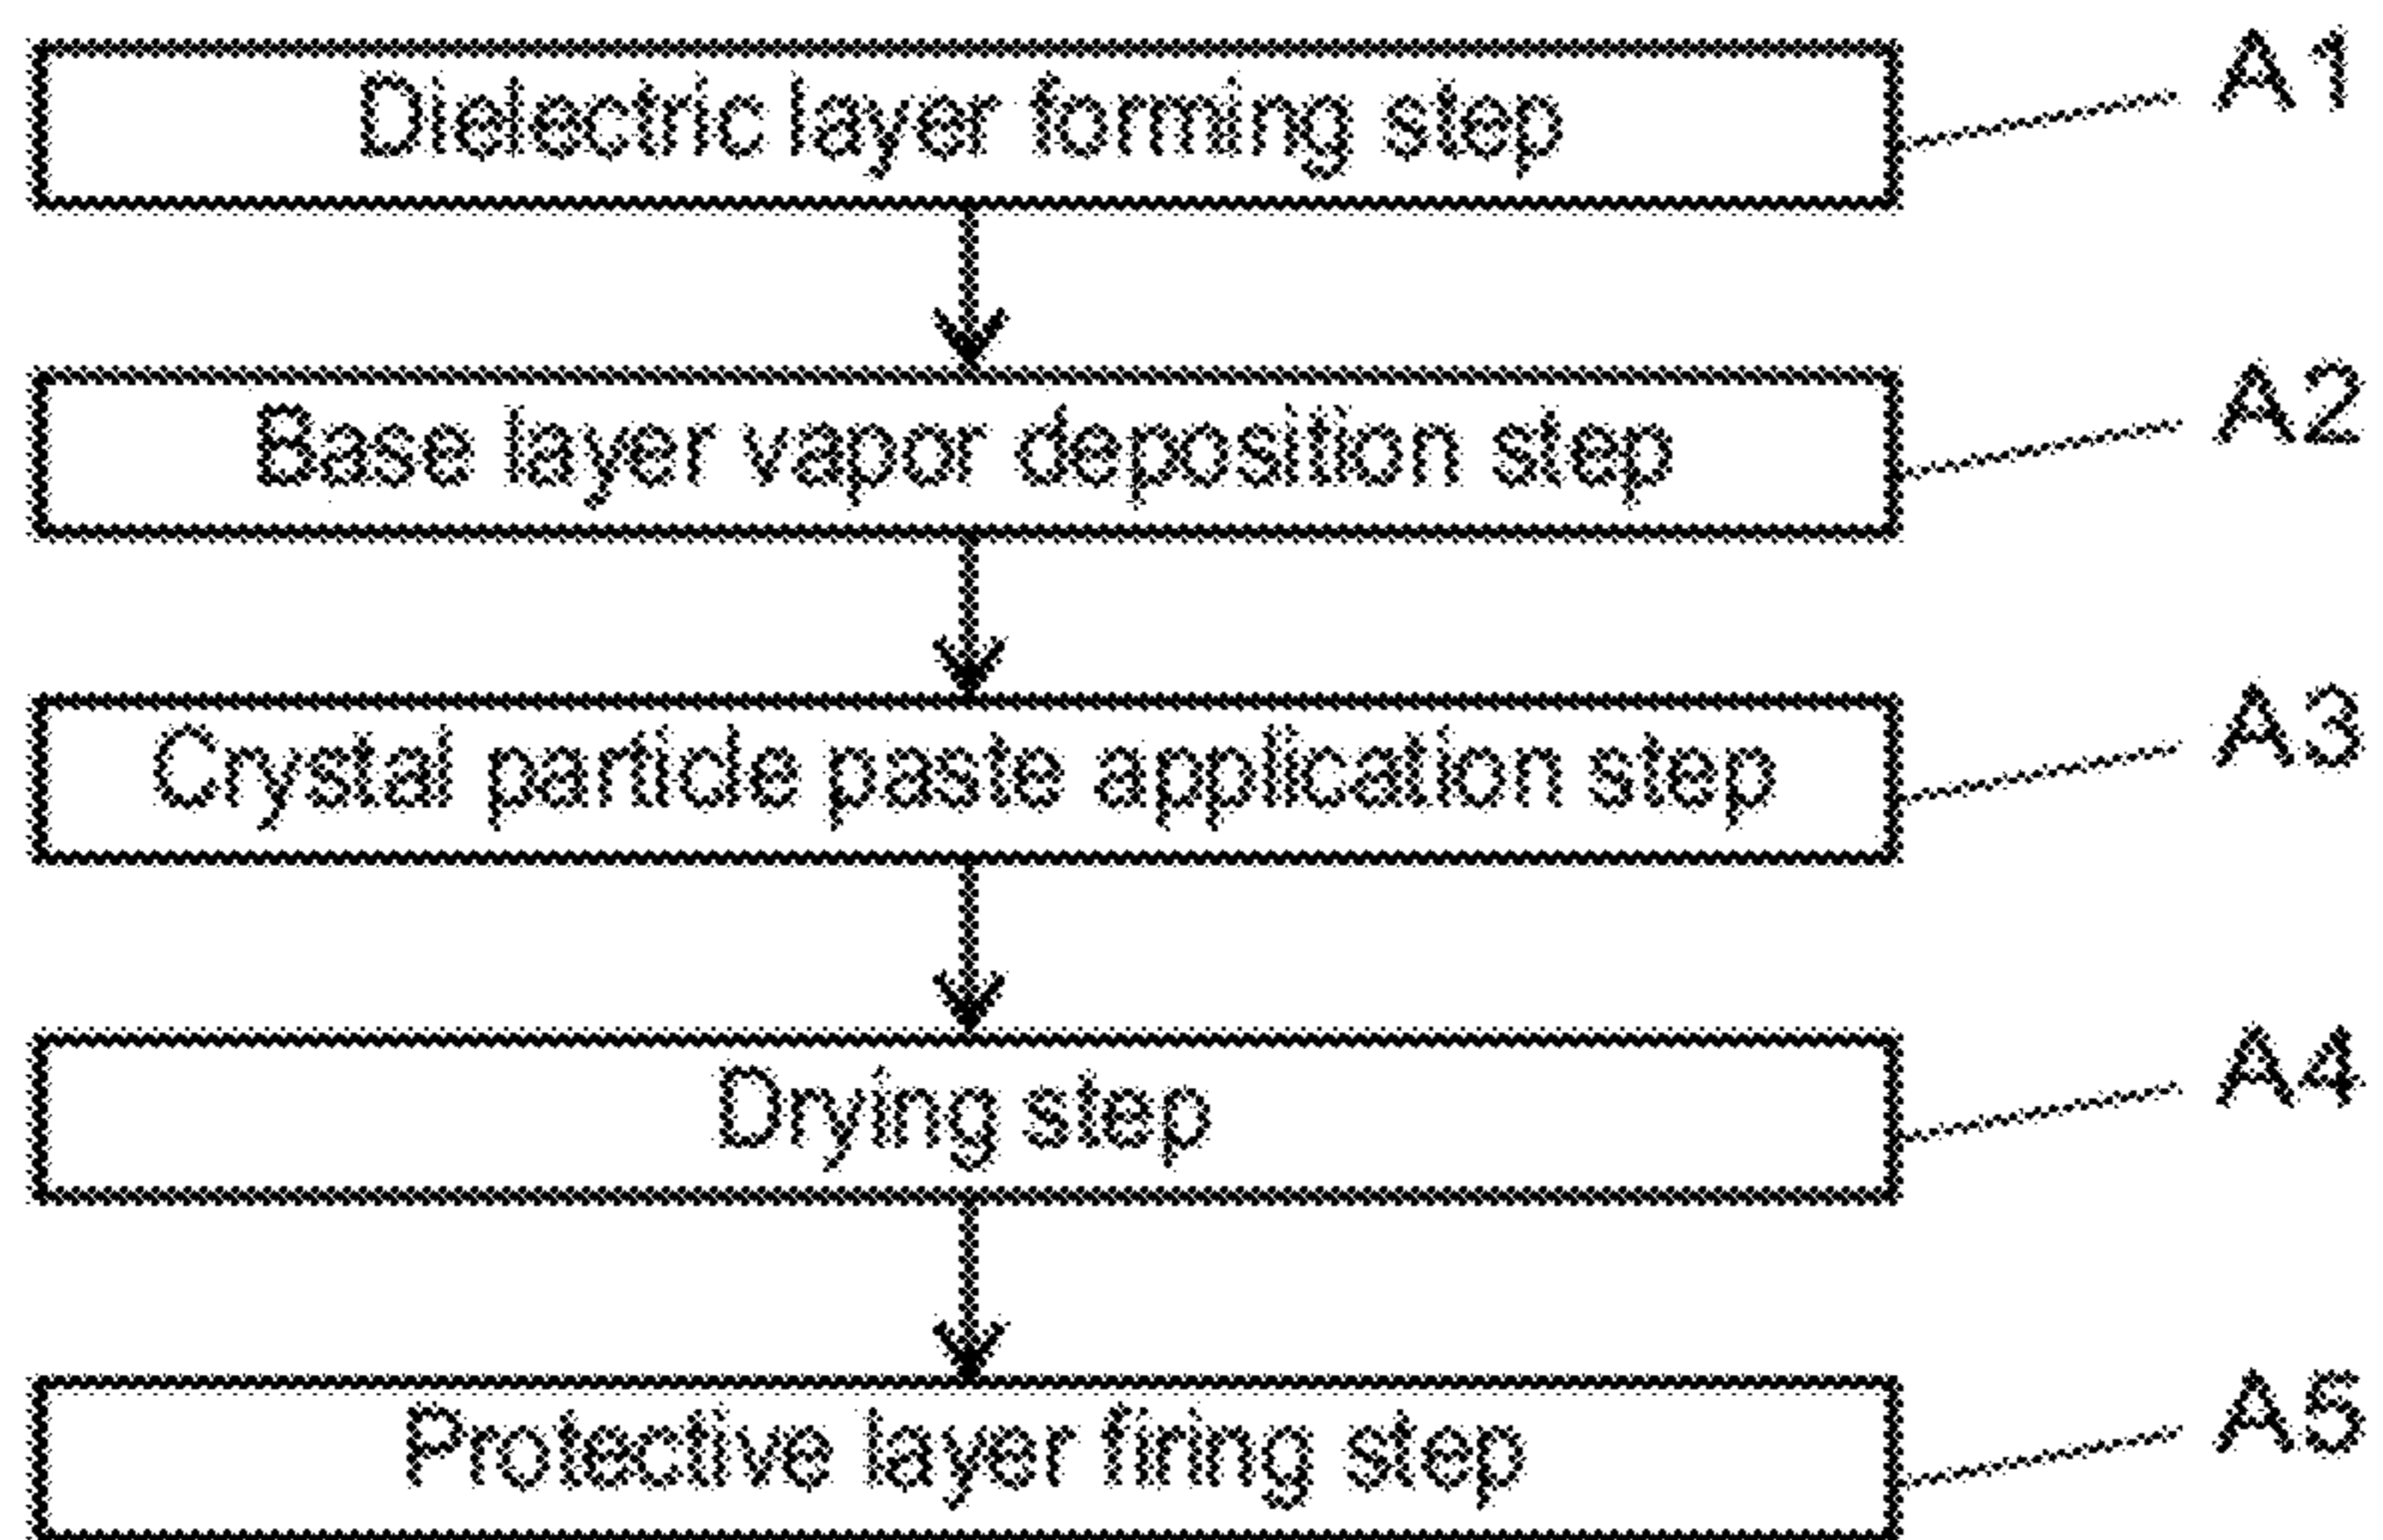 Dielectric layer forming step A1
Base layer vapor deposition step A2
Crystal particle paste application step A3
Drying step A4
Protective layer firing step A5